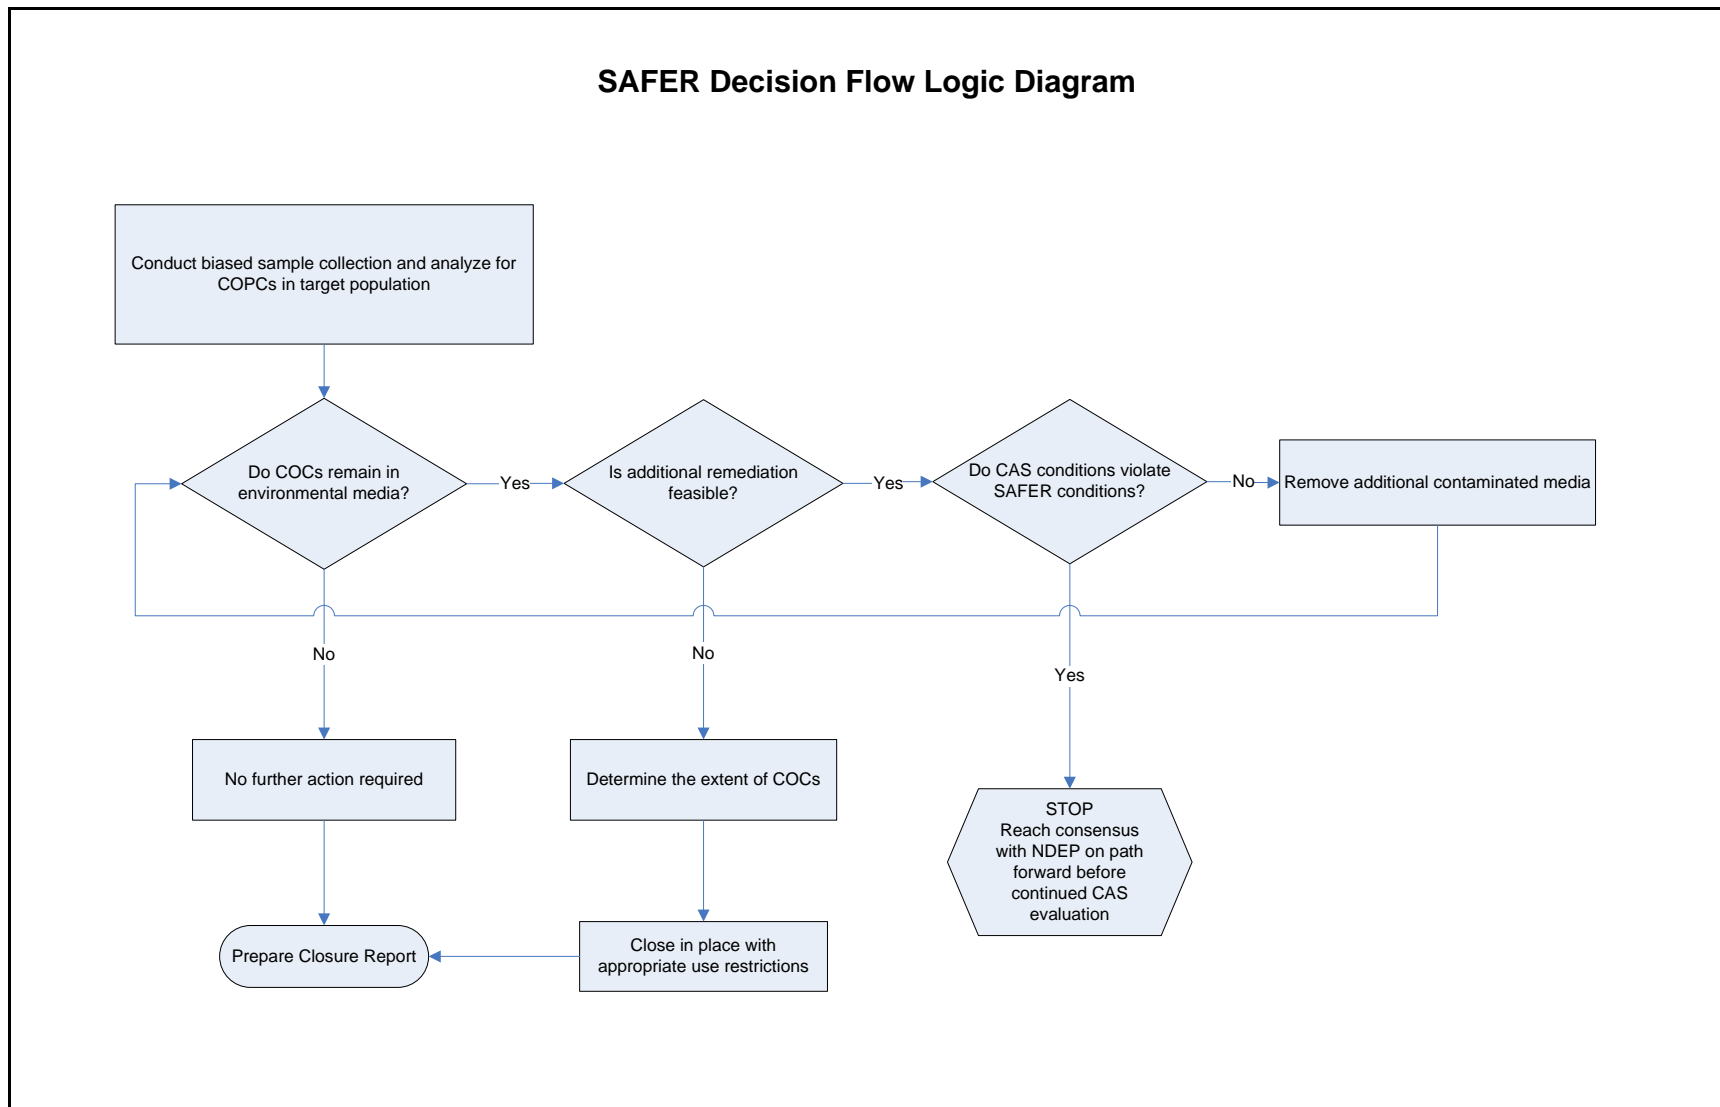 SAFER Decision Flow Logic Diagram
Conduct biased sample collection and analyze for
COPCs in target population
Do COCs remain in
environmental media?
Yes
Is additional remediation
feasible?
Yes
Do CAS conditions violate
SAFER conditions?
No
Remove additional contaminated media
No
No
Yes
No further action required
Determine the extent of COCs
STOP
Reach consensus
with NDEP on path
forward before
continued CAS
evaluation
Prepare Closure Report
Close in place with
appropriate use restrictions